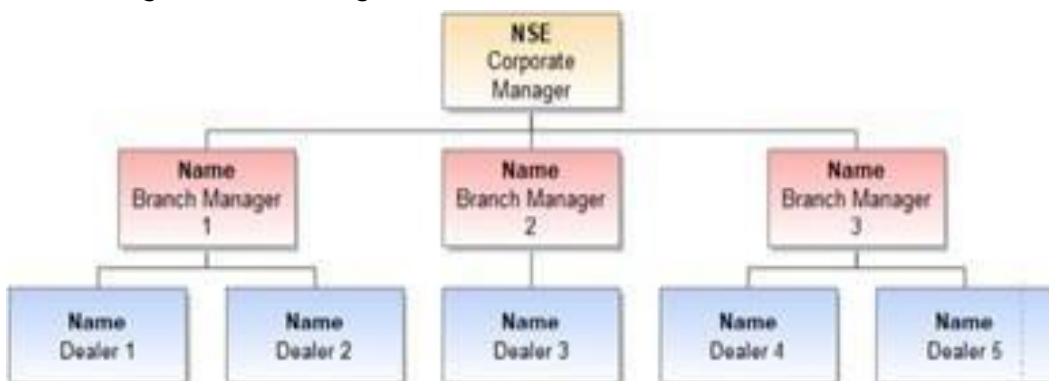 NSE
Corporate
Manager
Name
Branch Manager
1
Name
Branch Manager
2
Name
Branch Manager
3
Name
Dealer 1
Name
Dealer 2
Name
Dealer 3
Name
Dealer 4
Name
Dealer 5